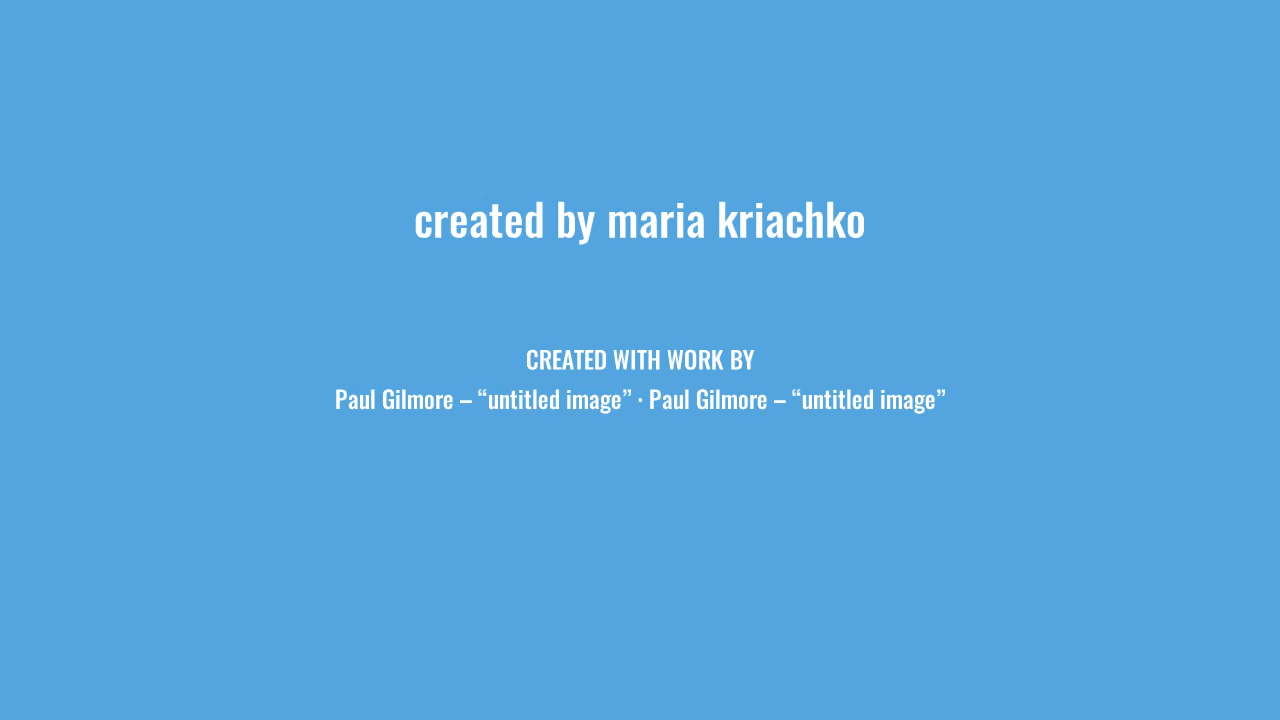 created by maria kriachko
CREATED WITH WORK BY
Paul Gilmore – “untitled image” · Paul Gilmore – “untitled image”